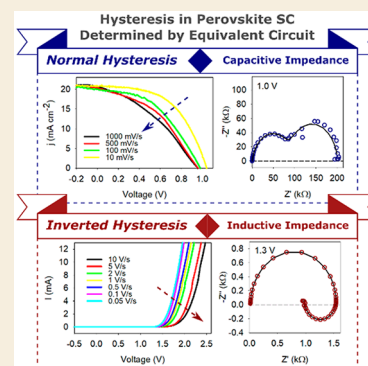 Hysteresis in Perovskite SC
Determined by Equivalent Circuit
Normal Hysteresis
Capacitive Impedance
j (mA cm⁻²)
20
15
10
5
0
1000 mV/s
500 mV/s
100 mV/s
10 mV/s
-0.2 0.0 0.2 0.4 0.6 0.8 1.0
Voltage (V)
1.0 V
-Z'' (kΩ)
100
80
60
40
20
0
0 50 100 150 200
Z' (kΩ)
Inverted Hysteresis
Inductive Impedance
I (mA)
12
9
6
3
0
10 V/s
5 V/s
2 V/s
1 V/s
0.5 V/s
0.1 V/s
0.05 V/s
-0.5 0.0 0.5 1.0 1.5 2.0 2.5
Voltage (V)
1.3 V
-Z'' (kΩ)
0.8
0.6
0.4
0.2
0.0
-0.2
-0.4
0.0 0.5 1.0 1.5
Z' (kΩ)